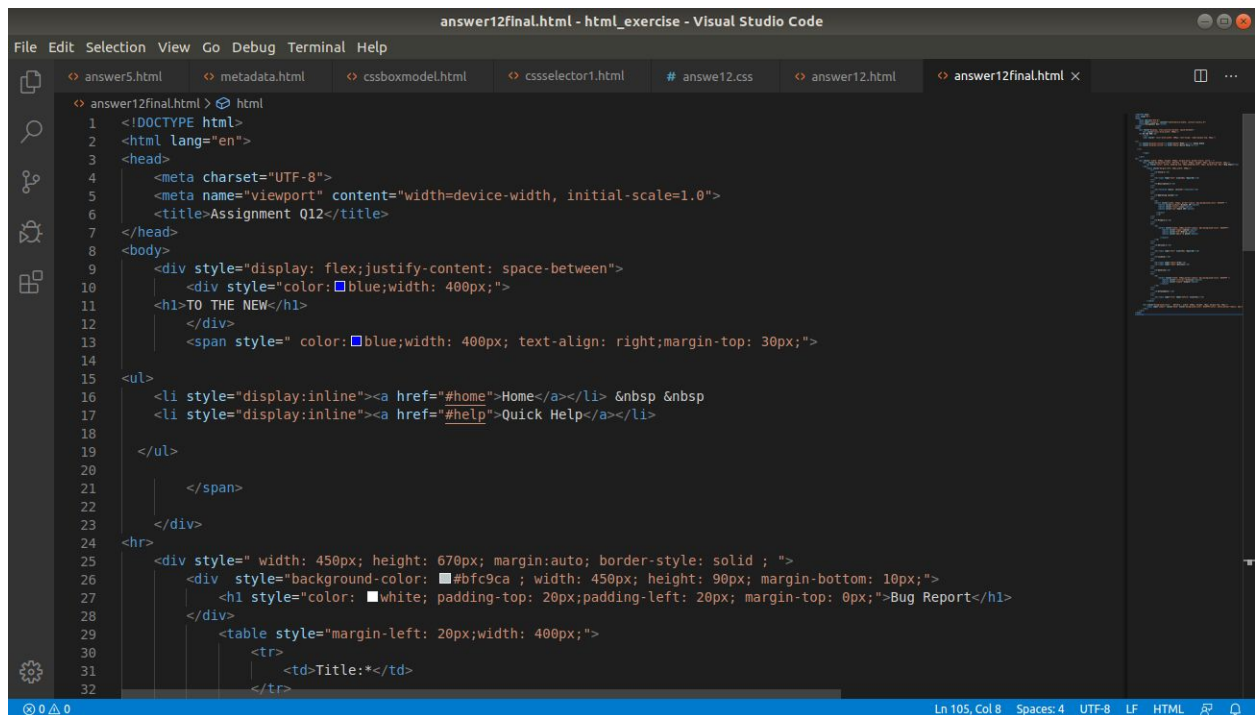 answer12final.html - html_exercise - Visual Studio Code
File Edit Selection View Go Debug Terminal Help
answer5.html metadata.html cssboxmodel.html cssselector1.html # answe12.css answer12.html answer12final.html ×
answer12final.html > html
1 <!DOCTYPE html>
2 <html lang="en">
3 <head>
4     <meta charset="UTF-8">
5     <meta name="viewport" content="width=device-width, initial-scale=1.0">
6     <title>Assignment Q12</title>
7 </head>
8 <body>
9     <div style="display: flex;justify-content: space-between">
10         <div style="color:blue;width: 400px;">
11     <h1>TO THE NEW</h1>
12         </div>
13         <span style=" color:blue;width: 400px; text-align: right;margin-top: 30px;">
14
15 <ul>
16     <li style="display:inline"><a href="#home">Home</a></li> &nbsp &nbsp
17     <li style="display:inline"><a href="#help">Quick Help</a></li>
18
19   </ul>
20
21         </span>
22
23     </div>
24 <hr>
25     <div style=" width: 450px; height: 670px; margin:auto; border-style: solid ; ">
26         <div  style="background-color: #bfc9ca ; width: 450px; height: 90px; margin-bottom: 10px;">
27             <h1 style="color: white; padding-top: 20px;padding-left: 20px; margin-top: 0px;">Bug Report</h1>
28         </div>
29             <table style="margin-left: 20px;width: 400px;">
30                 <tr>
31                     <td>Title:*</td>
32                 </tr>
0 0 Ln 105, Col 8 Spaces: 4 UTF-8 LF HTML